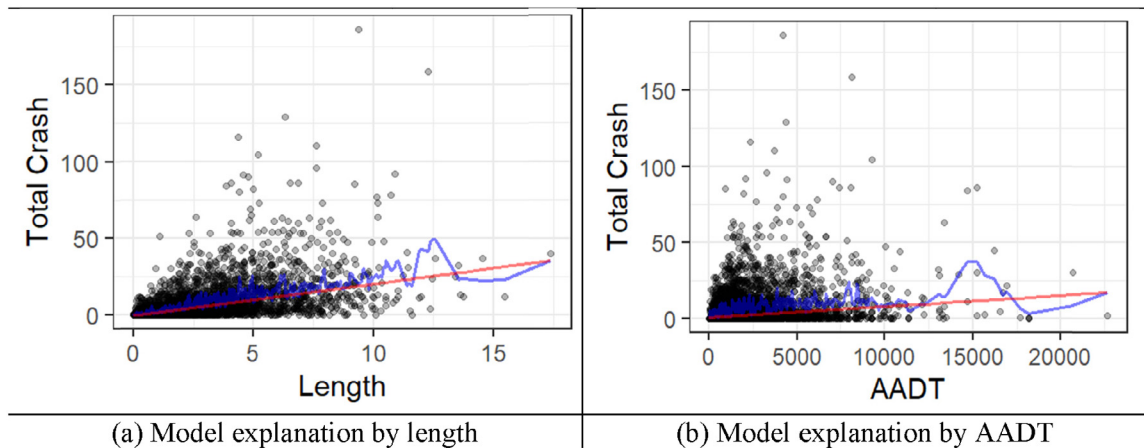 150
100
50
0
Total Crash
0 5 10 15
Length
(a) Model explanation by length
150
100
50
0
Total Crash
0 5000 10000 15000 20000
AADT
(b) Model explanation by AADT